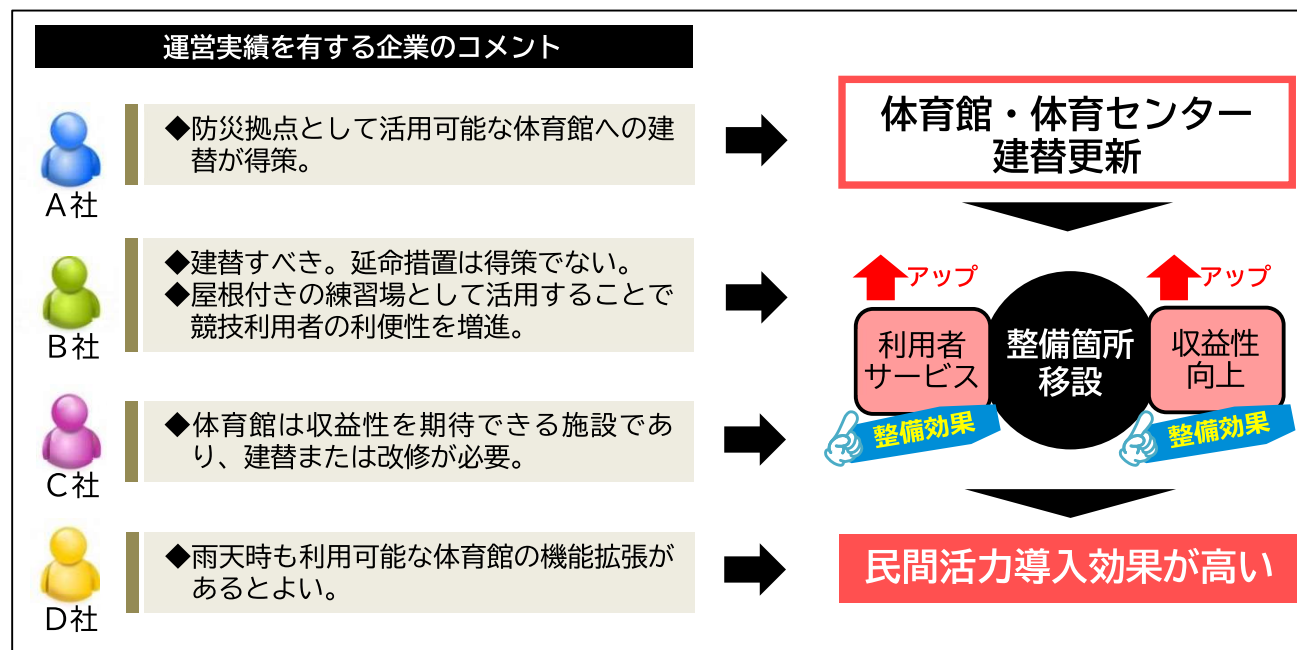 運営実績を有する企業のコメント
A社
◆防災拠点として活用可能な体育館への建
替が得策。
B社
◆建替すべき。延命措置は得策でない。
◆屋根付きの練習場として活用することで
競技利用者の利便性を増進。
C社
◆体育館は収益性を期待できる施設であ
り、建替または改修が必要。
D社
◆雨天時も利用可能な体育館の機能拡張が
あるとよい。
体育館・体育センター
建替更新
アップ
利用者
サービス
整備効果
整備箇所
移設
アップ
収益性
向上
整備効果
民間活力導入効果が高い